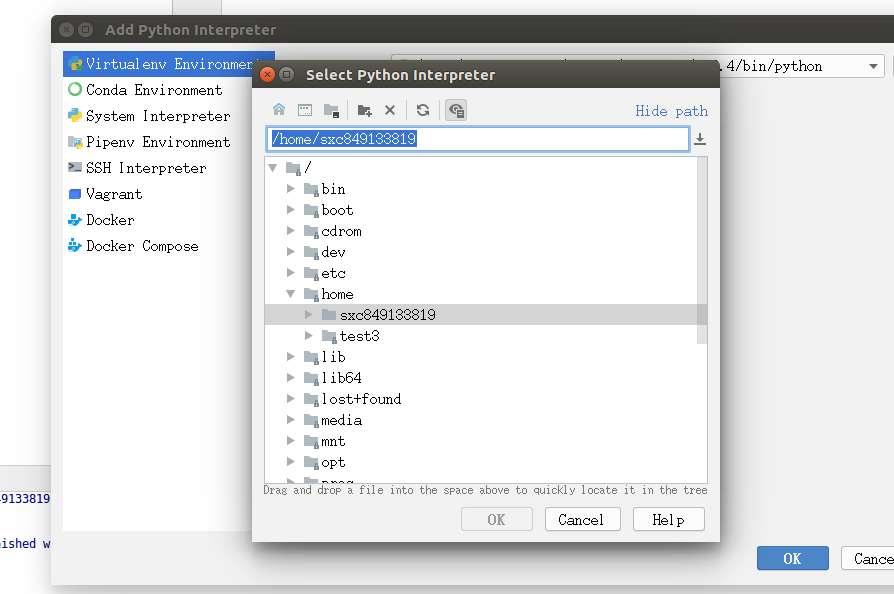 Add Python Interpreter
Virtualenv Environment
Conda Environment
System Interpreter
Pipenv Environment
SSH Interpreter
Vagrant
Docker
Docker Compose
.4/bin/python
Select Python Interpreter
Hide path
/home/sxc849133819
/
bin
boot
cdrom
dev
etc
home
sxc849133819
test3
lib
lib64
lost+found
media
mnt
opt
Drag and drop a file into the space above to quickly locate it in the tree
OK Cancel Help
49133819
ished w
OK Cance